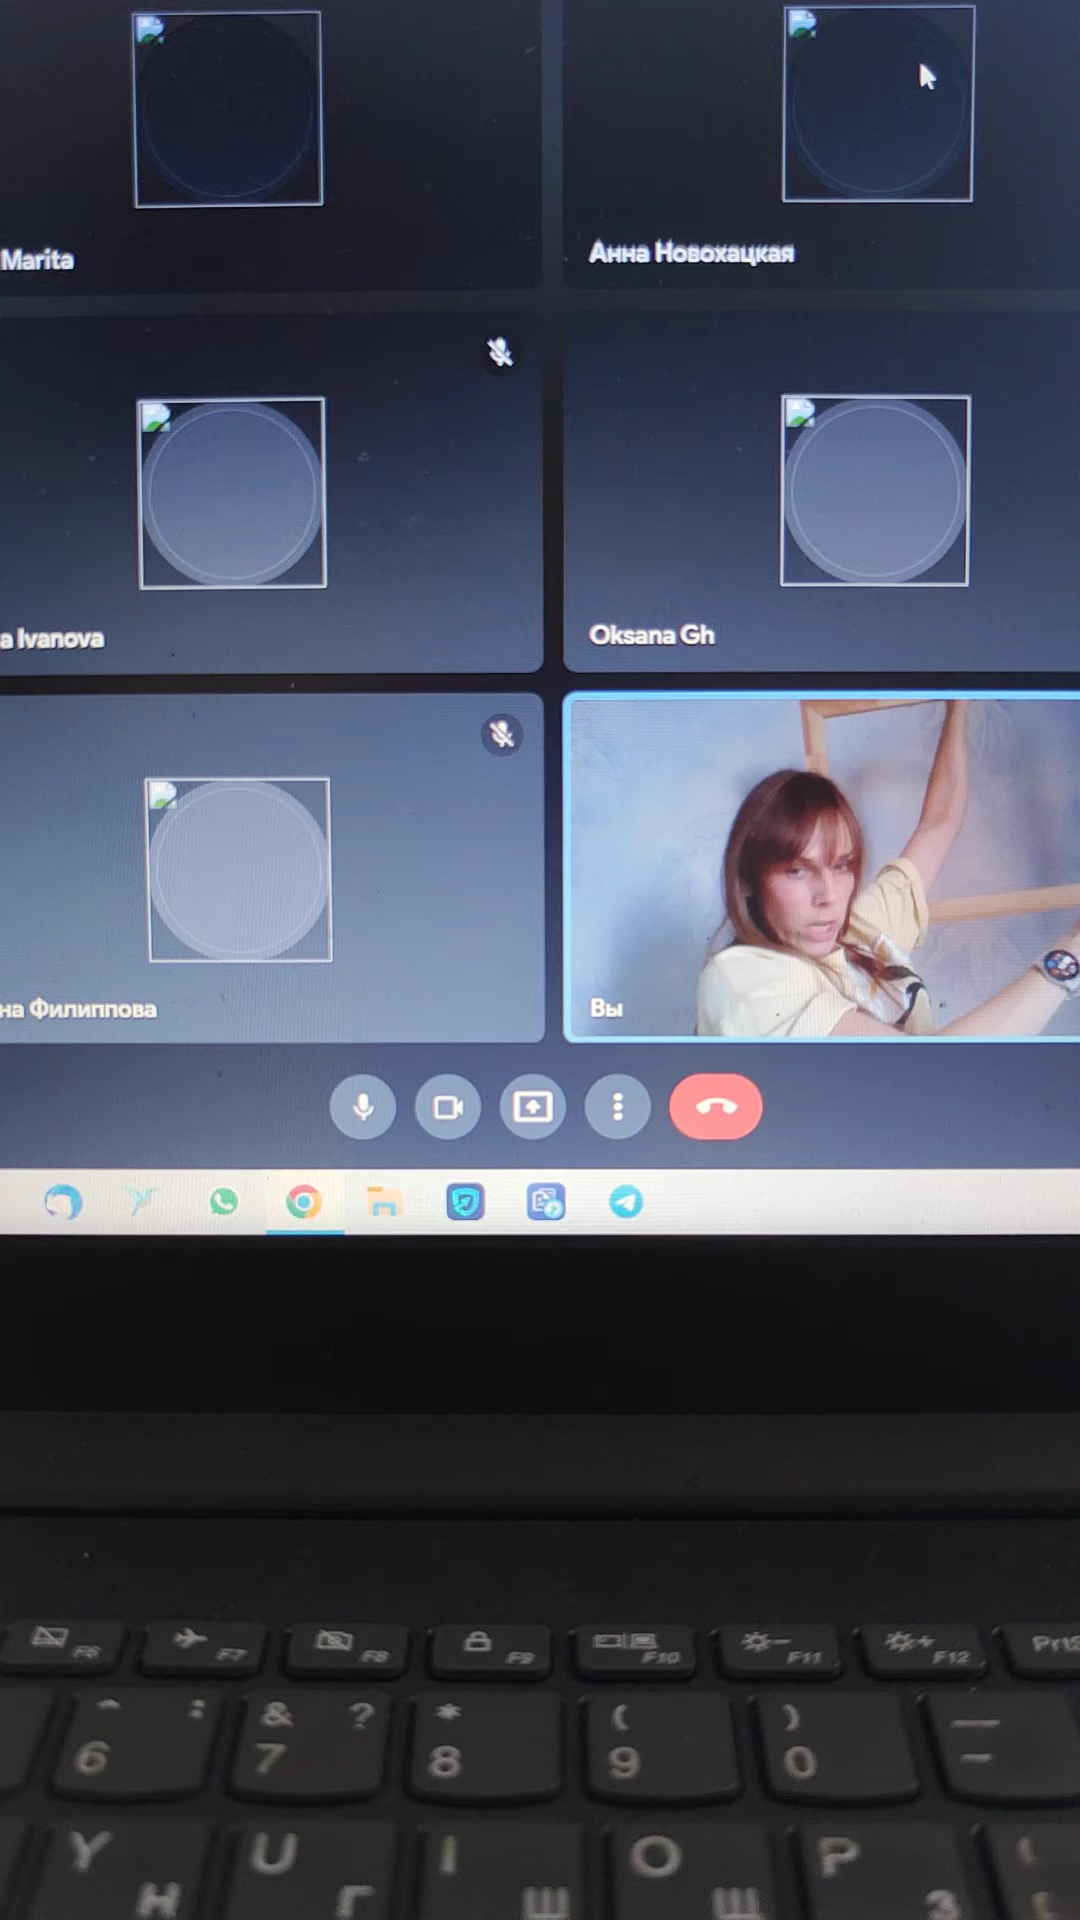 Marita
Анна Новохацкая
a Ivanova
Oksana Gh
на Филиппова
Вы
F6 F7 F8 F9 F10 F11 F12 PrtS
^ : & ? * ( ) —
6 7 8 9 0 -
Y U I O P
Н Г Ш Щ З